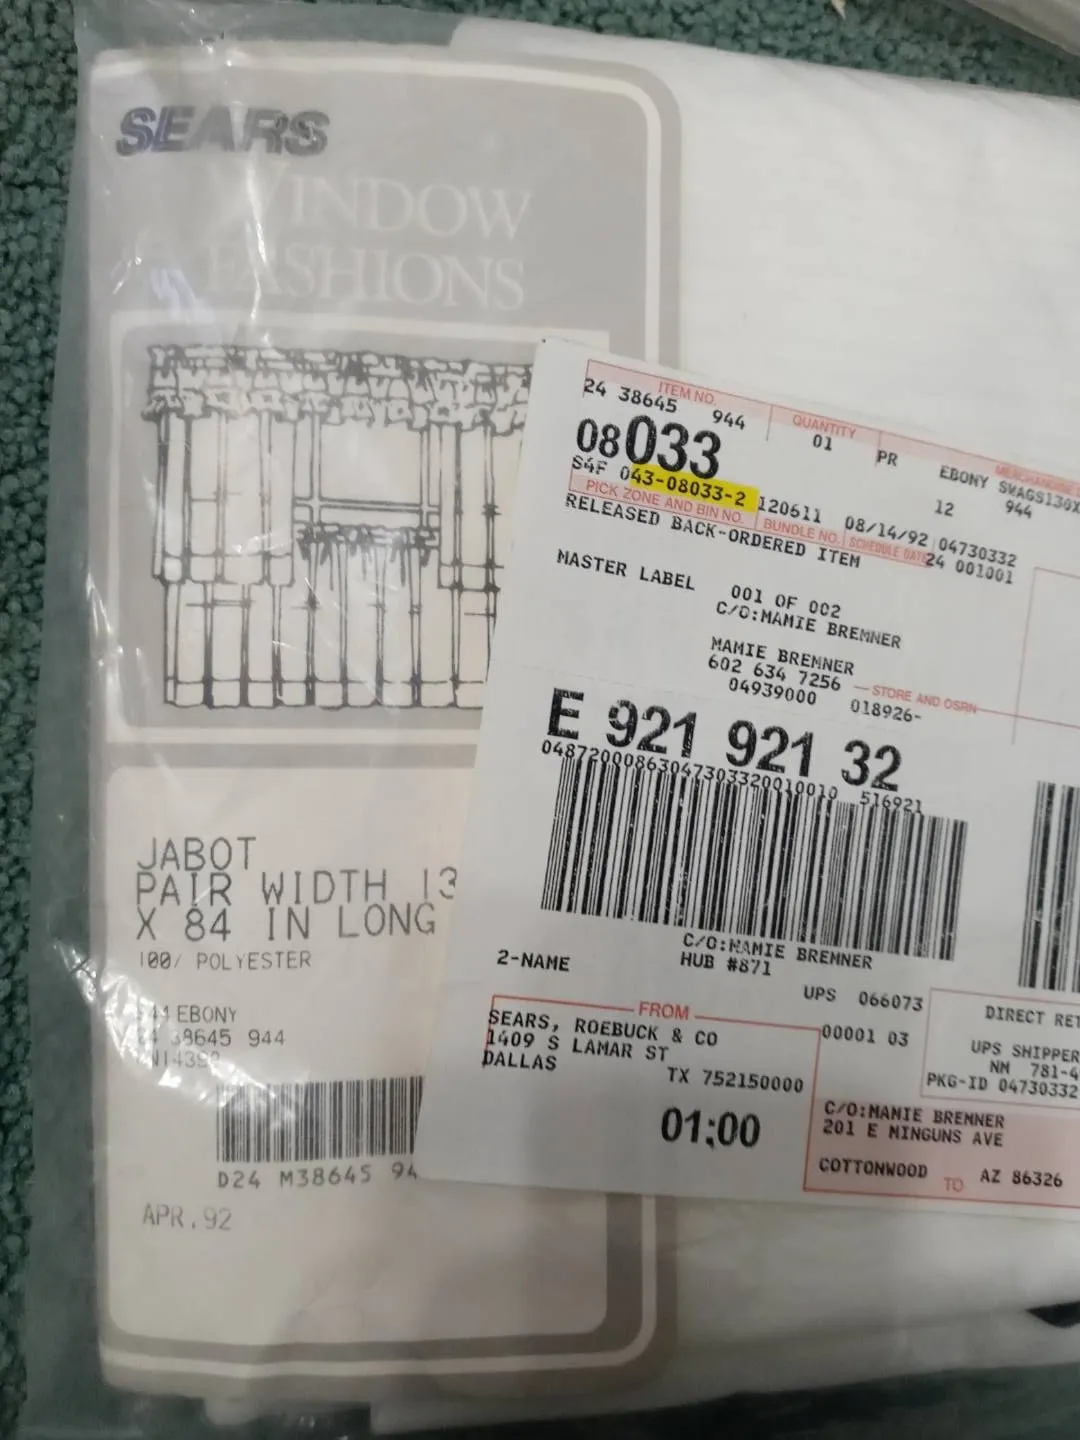 SEARS
WINDOW
FASHIONS
JABOT
PAIR WIDTH 13
X 84 IN LONG
100/ POLYESTER
944 EBONY
24 38645 944
D24 M38645 94
APR.92
ITEM NO.
24 38645 944
QUANTITY
01
PR
EBONY SWAGS130X
12 944
08033
S4F 043-08033-2
120611 08/14/92 04730332
PICK ZONE AND BIN NO. BUNDLE NO. SCHEDULE DATE
24 001001
RELEASED BACK-ORDERED ITEM
MASTER LABEL
001 OF 002
C/O:MAMIE BREMNER
MAMIE BREMNER
602 634 7256
STORE AND OSRN
04939000 018926-
E 921 921 32
04872000863047303320010010 516921
C/O:MAMIE BREMNER
2-NAME
HUB #871
UPS 066073
FROM
SEARS, ROEBUCK & CO
1409 S LAMAR ST
DALLAS
TX 752150000
01:00
00001 03
DIRECT RET
UPS SHIPPER
NM 781-4
PKG-ID 04730332
C/O:MAMIE BREMNER
201 E MINGUNS AVE
COTTONWOOD
TO
AZ 86326